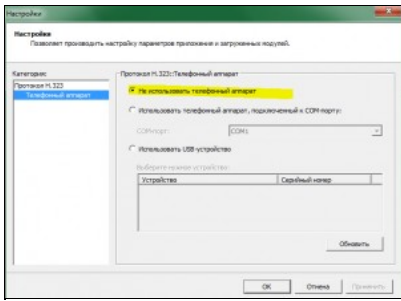 Настройки
Настройки
Позволяет производить настройку параметров приложения и загруженных модулей.
Категории:
Протокол H.323
Телефонный аппарат
Протокол H.323::Телефонный аппарат
Не использовать телефонный аппарат
Использовать телефонный аппарат, подключенный к COM-порту:
COM-порт:
COM1
Использовать USB-устройство
Выберите нужное устройство:
Устройство
Серийный номер
Обновить
OK
Отмена
Применить